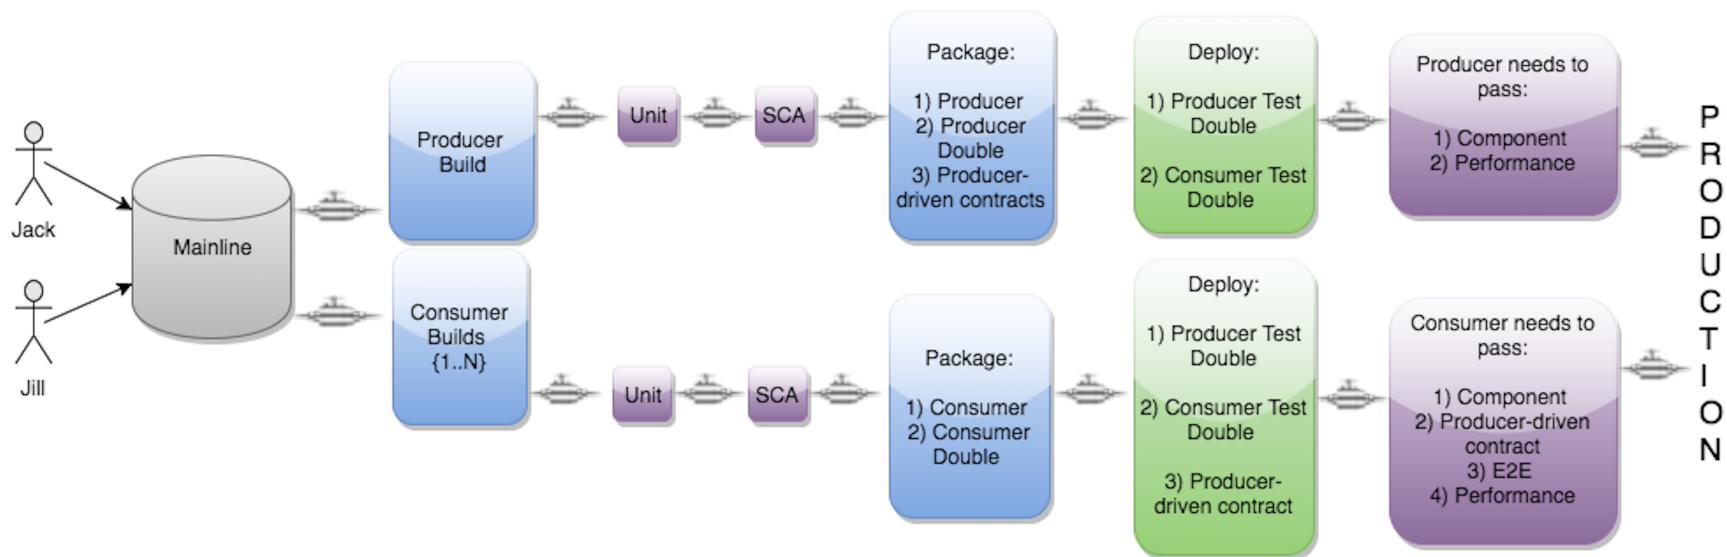 Jack
Jill
Mainline
Producer
Build
Unit
SCA
Package:
1) Producer
2) Producer
Double
3) Producer-
driven contracts
Deploy:
1) Producer Test
Double
2) Consumer Test
Double
Producer needs to
pass:
1) Component
2) Performance
Consumer
Builds
{1..N}
Unit
SCA
Package:
1) Consumer
2) Consumer
Double
Deploy:
1) Producer Test
Double
2) Consumer Test
Double
3) Producer-
driven contract
Consumer needs to
pass:
1) Component
2) Producer-driven
contract
3) E2E
4) Performance
P
R
O
D
U
C
T
I
O
N